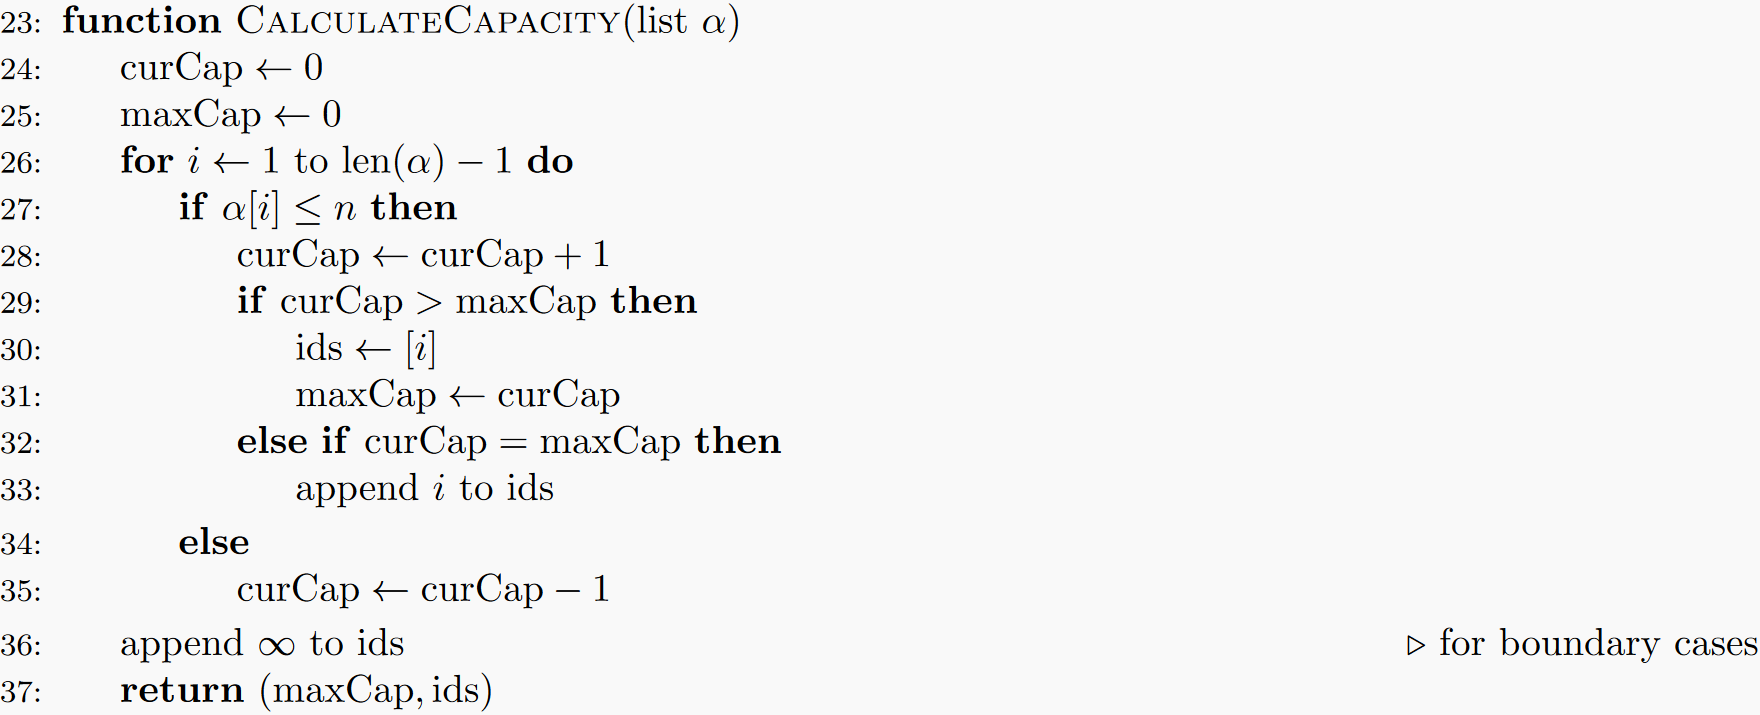 23: function CALCULATECAPACITY(list α)
24: curCap ← 0
25: maxCap ← 0
26: for i ← 1 to len(α) − 1 do
27: if α[i] ≤ n then
28: curCap ← curCap + 1
29: if curCap > maxCap then
30: ids ← [i]
31: maxCap ← curCap
32: else if curCap = maxCap then
33: append i to ids
34: else
35: curCap ← curCap − 1
36: append ∞ to ids ▷ for boundary cases
37: return (maxCap, ids)